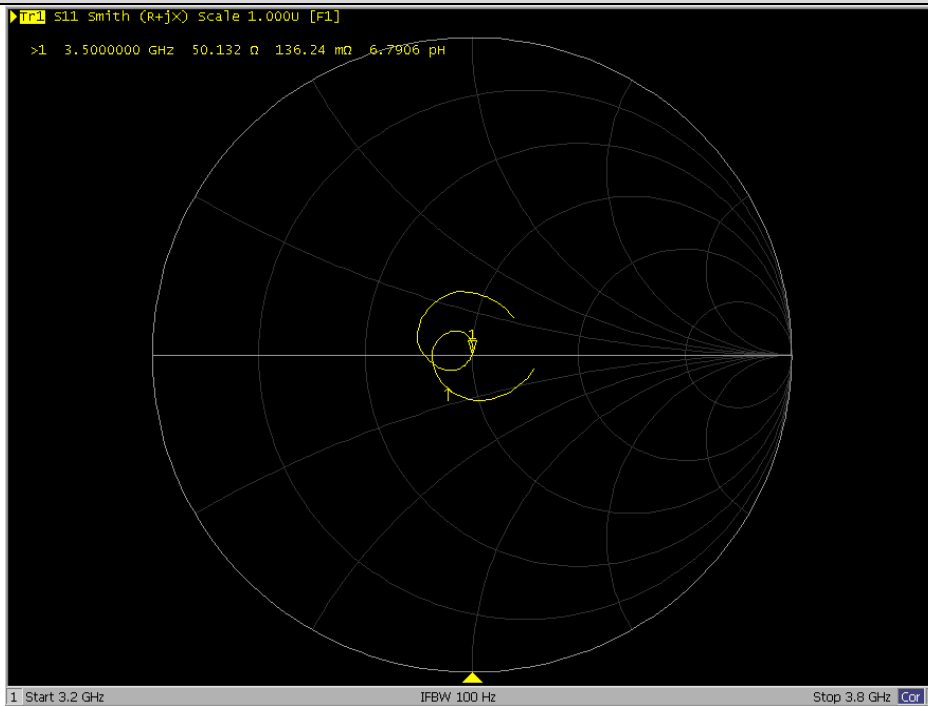 Tr1 S11 Smith (R+jX) Scale 1.000U [F1]
>1 3.5000000 GHz 50.132 Ω 136.24 mΩ 6.7906 pH
1
1
1 Start 3.2 GHz IFBW 100 Hz Stop 3.8 GHz Cor